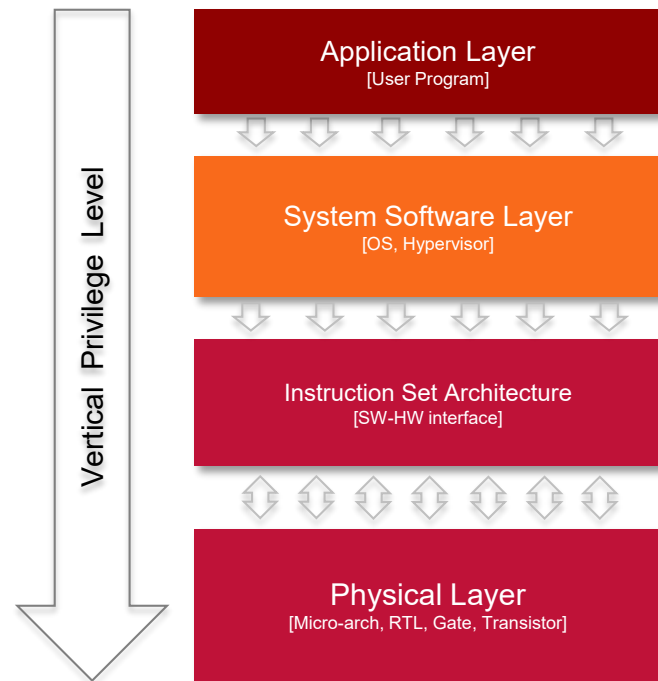 Vertical Privilege Level
Application Layer
[User Program]
System Software Layer
[OS, Hypervisor]
Instruction Set Architecture
[SW-HW interface]
Physical Layer
[Micro-arch, RTL, Gate, Transistor]